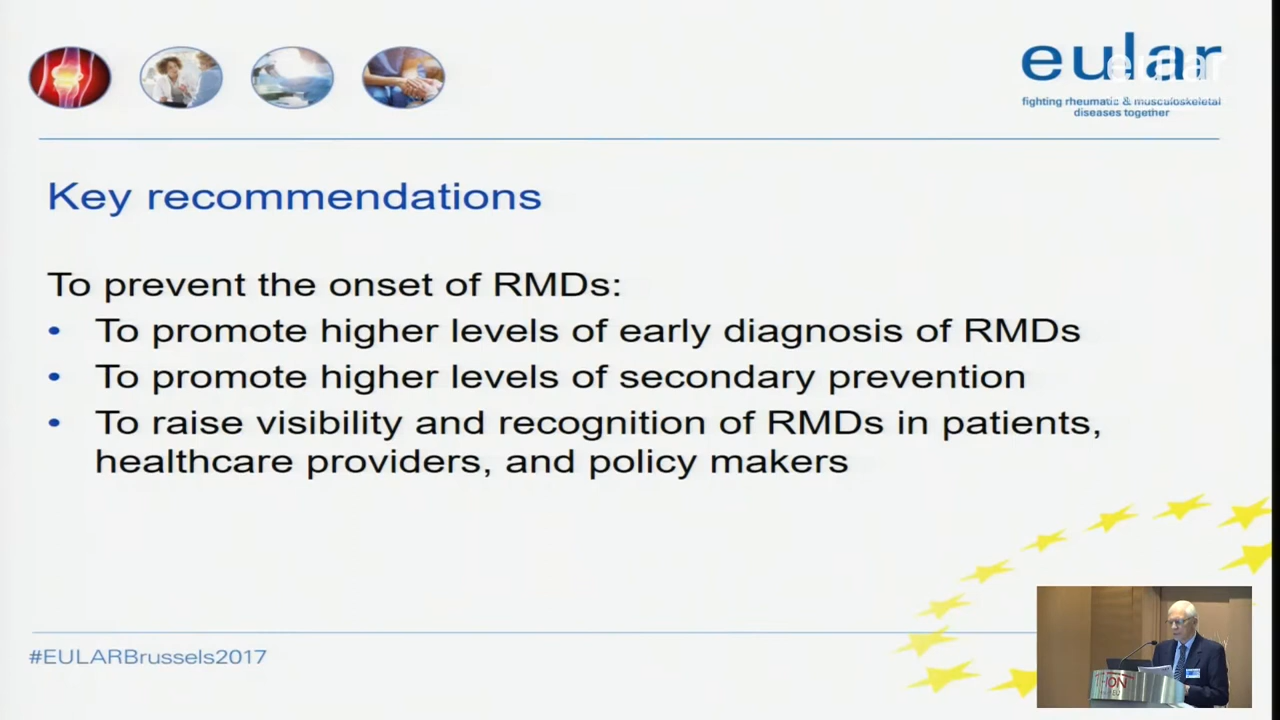 eular
fighting rheumatic & musculoskeletal
diseases together
Key recommendations
To prevent the onset of RMDs:
• To promote higher levels of early diagnosis of RMDs
• To promote higher levels of secondary prevention
• To raise visibility and recognition of RMDs in patients,
healthcare providers, and policy makers
#EULARBrussels2017